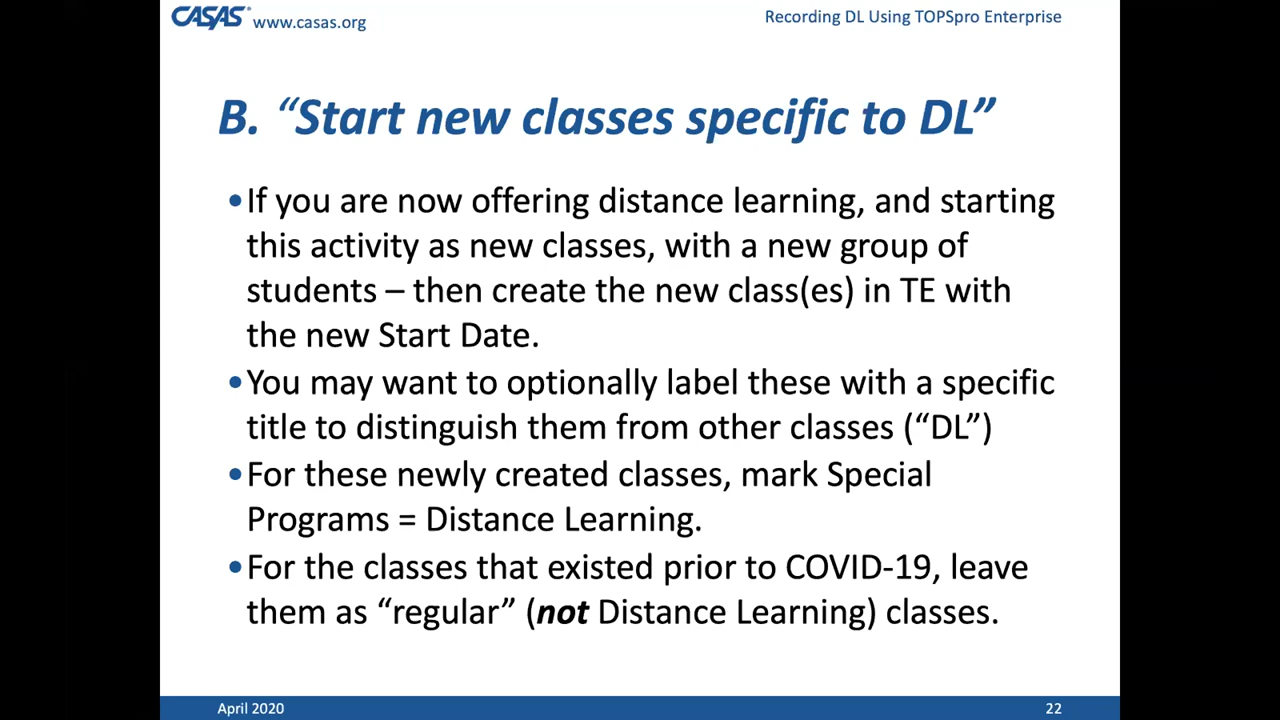 CASAS® www.casas.org
Recording DL Using TOPSpro Enterprise
B. “Start new classes specific to DL”
•If you are now offering distance learning, and starting
this activity as new classes, with a new group of
students – then create the new class(es) in TE with
the new Start Date.
•You may want to optionally label these with a specific
title to distinguish them from other classes (“DL”)
•For these newly created classes, mark Special
Programs = Distance Learning.
•For the classes that existed prior to COVID-19, leave
them as “regular” (not Distance Learning) classes.
April 2020
22